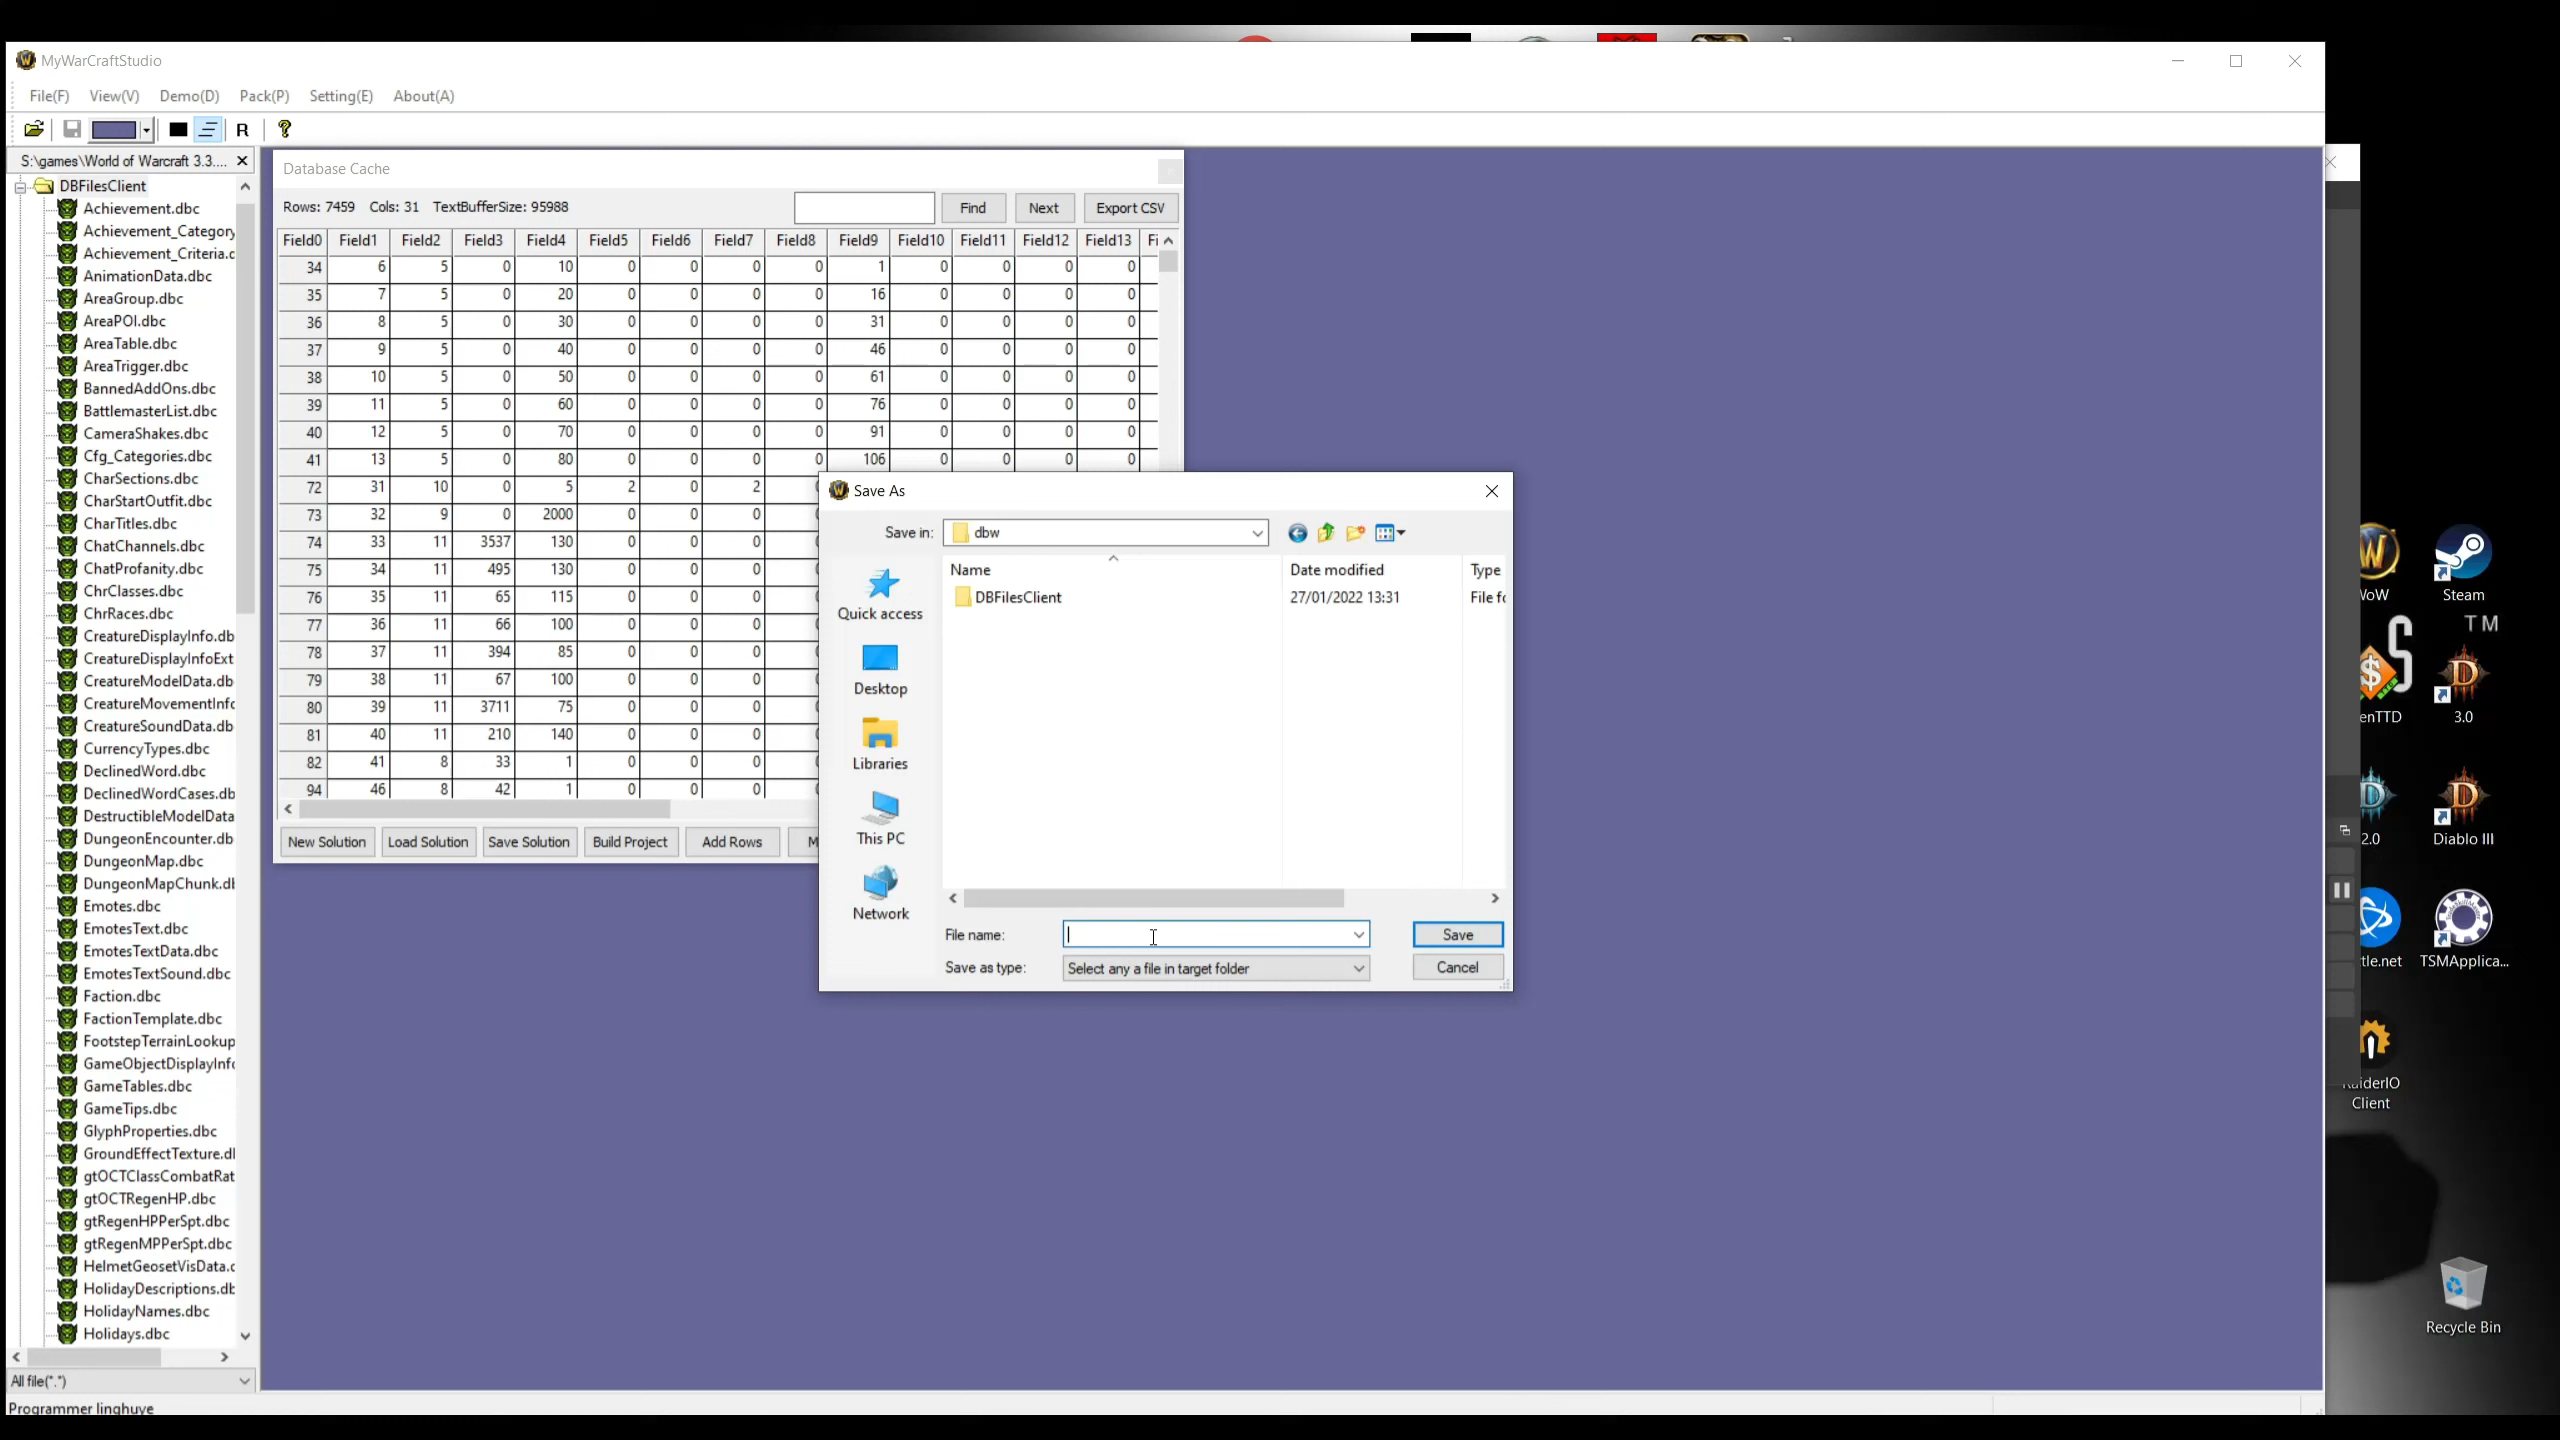 MyWarCraftStudio
File(F) View(V) Demo(D) Pack(P) Setting(E) About(A)
R
S:\games\World of Warcraft 3.3....
DBFilesClient
Achievement.dbc
Achievement_Category
Achievement_Criteria.c
AnimationData.dbc
AreaGroup.dbc
AreaPOI.dbc
AreaTable.dbc
AreaTrigger.dbc
BannedAddOns.dbc
BattlemasterList.dbc
CameraShakes.dbc
Cfg_Categories.dbc
CharSections.dbc
CharStartOutfit.dbc
CharTitles.dbc
ChatChannels.dbc
ChatProfanity.dbc
ChrClasses.dbc
ChrRaces.dbc
CreatureDisplayInfo.db
CreatureDisplayInfoExt
CreatureModelData.db
CreatureMovementInfc
CreatureSoundData.db
CurrencyTypes.dbc
DeclinedWord.dbc
DeclinedWordCases.db
DestructibleModelData
DungeonEncounter.db
DungeonMap.dbc
DungeonMapChunk.dl
Emotes.dbc
EmotesText.dbc
EmotesTextData.dbc
EmotesTextSound.dbc
Faction.dbc
FactionTemplate.dbc
FootstepTerrainLookup
GameObjectDisplayInfc
GameTables.dbc
GameTips.dbc
GlyphProperties.dbc
GroundEffectTexture.dl
gtOCTClassCombatRat
gtOCTRegenHP.dbc
gtRegenHPPerSpt.dbc
gtRegenMPPerSpt.dbc
HelmetGeosetVisData.c
HolidayDescriptions.db
HolidayNames.dbc
Holidays.dbc
All file(*.*)
Programmer linghuye
Database Cache
Rows: 7459 Cols: 31 TextBufferSize: 95988
Find Next Export CSV
Field0 Field1 Field2 Field3 Field4 Field5 Field6 Field7 Field8 Field9 Field10 Field11 Field12 Field13 Fi
34 6 5 0 10 0 0 0 0 1 0 0 0 0
35 7 5 0 20 0 0 0 0 16 0 0 0 0
36 8 5 0 30 0 0 0 0 31 0 0 0 0
37 9 5 0 40 0 0 0 0 46 0 0 0 0
38 10 5 0 50 0 0 0 0 61 0 0 0 0
39 11 5 0 60 0 0 0 0 76 0 0 0 0
40 12 5 0 70 0 0 0 0 91 0 0 0 0
41 13 5 0 80 0 0 0 0 106 0 0 0 0
72 31 10 0 5 2 0 2
73 32 9 0 2000 0 0 0
74 33 11 3537 130 0 0 0
75 34 11 495 130 0 0 0
76 35 11 65 115 0 0 0
77 36 11 66 100 0 0 0
78 37 11 394 85 0 0 0
79 38 11 67 100 0 0 0
80 39 11 3711 75 0 0 0
81 40 11 210 140 0 0 0
82 41 8 33 1 0 0 0
94 46 8 42 1 0 0 0
New Solution Load Solution Save Solution Build Project Add Rows M
Save As
Save in: dbw
Name Date modified Type
DBFilesClient 27/01/2022 13:31 File fo
Quick access
Desktop
Libraries
This PC
Network
File name: Save
Save as type: Select any a file in target folder Cancel
WoW Steam
TM
S
enTTD 3.0
2.0 Diablo III
tle.net TSMApplica...
RaiderIO
Client
Recycle Bin